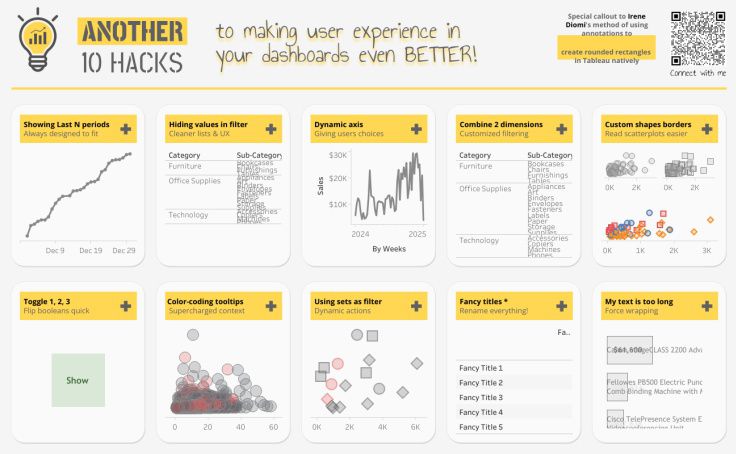 ANOTHER
10 HACKS
to making user experience in
your dashboards even BETTER!
Special callout to Irene
Diomi's method of using
annotations to
create rounded rectangles
in Tableau natively
Connect with me
Showing Last N periods
Always designed to fit
Dec 9 Dec 19 Dec 29
Hiding values in filter
Cleaner lists & UX
Category Sub-Category
Furniture
Bookcases
Chairs
Furnishings
Tables
Office Supplies
Appliances
Binders
Envelopes
Fasteners
Labels
Paper
Storage
Supplies
Technology
Accessories
Copiers
Machines
Phones
Dynamic axis
Giving users choices
$30K
$20K
$10K
Sales
2024 2025
By Weeks
Combine 2 dimensions
Customized filtering
Category Sub-Category
Furniture
Bookcases
Chairs
Furnishings
Tables
Office Supplies
Appliances
Art
Binders
Envelopes
Fasteners
Labels
Paper
Storage
Supplies
Technology
Accessories
Copiers
Machines
Phones
Custom shapes borders
Read scatterplots easier
0K 2K 0K 2K
0K 1K 2K 3K
Toggle 1, 2, 3
Flip booleans quick
Show
Color-coding tooltips
Supercharged context
0 20 40 60
Using sets as filter
Dynamic actions
0K 2K 4K 6K
Fancy titles *
Rename everything!
Fa..
Fancy Title 1
Fancy Title 2
Fancy Title 3
Fancy Title 4
Fancy Title 5
My text is too long
Force wrapping
$61,600
CLASS 2200 Adva
Fellowes PB500 Electric Punc
Comb Binding Machine with
Cisco TelePresence System E
Videoconferencing Unit